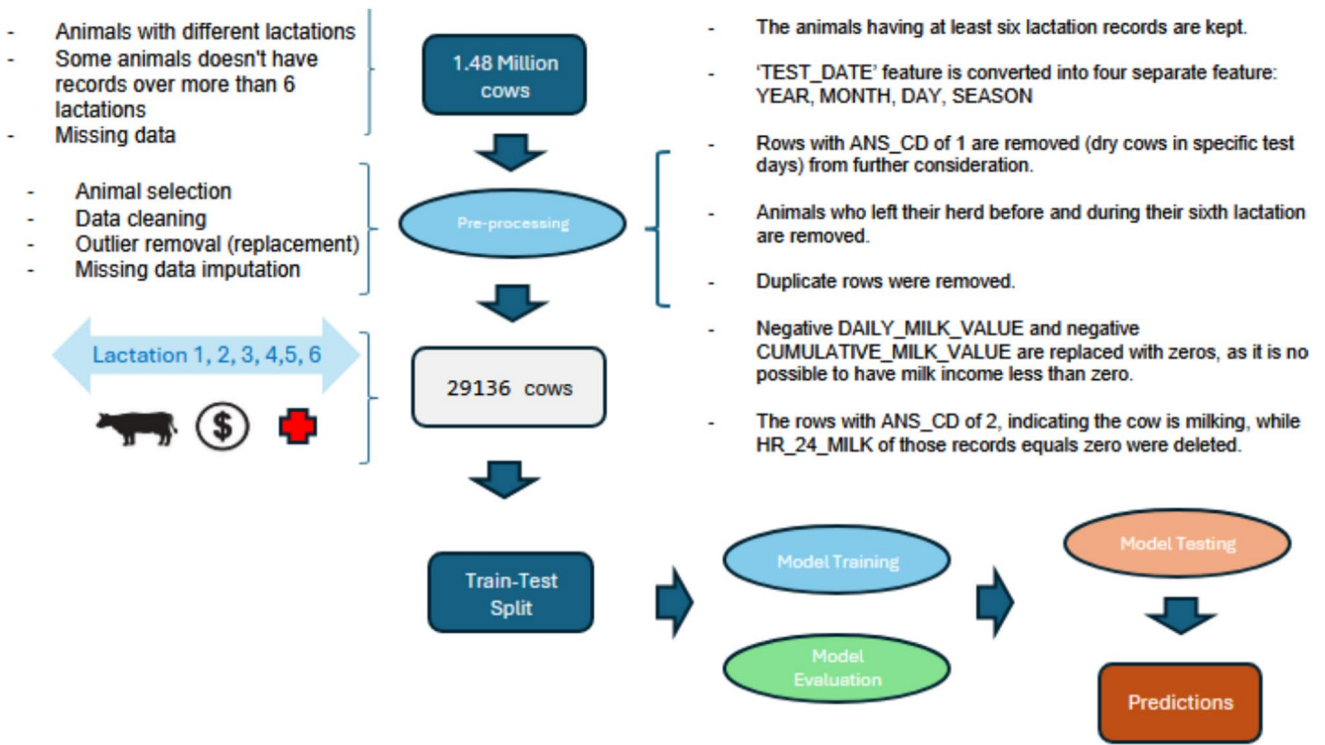 - Animals with different lactations
- Some animals doesn't have
records over more than 6
lactations
- Missing data
1.48 Million
cows
- Animal selection
- Data cleaning
- Outlier removal (replacement)
- Missing data imputation
Pre-processing
- The animals having at least six lactation records are kept.
- ‘TEST_DATE’ feature is converted into four separate feature:
YEAR, MONTH, DAY, SEASON
- Rows with ANS_CD of 1 are removed (dry cows in specific test
days) from further consideration.
- Animals who left their herd before and during their sixth lactation
are removed.
- Duplicate rows were removed.
- Negative DAILY_MILK_VALUE and negative
CUMULATIVE_MILK_VALUE are replaced with zeros, as it is no
possible to have milk income less than zero.
- The rows with ANS_CD of 2, indicating the cow is milking, while
HR_24_MILK of those records equals zero were deleted.
Lactation 1, 2, 3, 4,5, 6
$
29136 cows
Train-Test
Split
Model Training
Model
Evaluation
Model Testing
Predictions